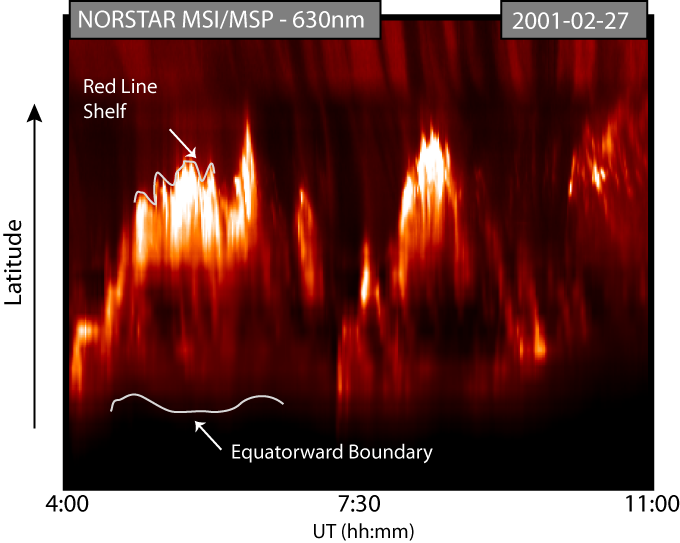 NORSTAR MSI/MSP - 630nm
2001-02-27
Red Line
Shelf
Latitude
Equatorward Boundary
4:00
7:30
11:00
UT (hh:mm)